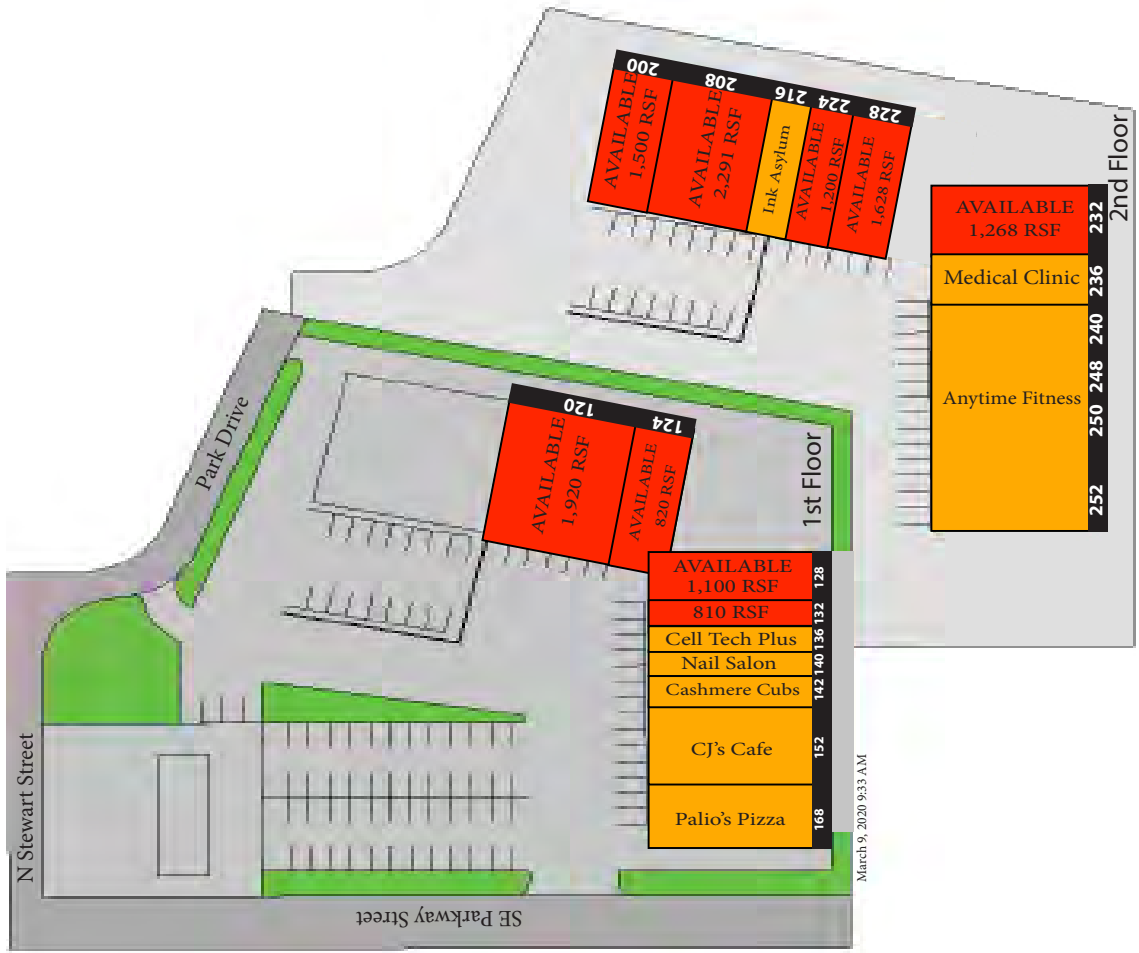 200
AVAILABLE
1,500 RSF
208
AVAILABLE
2,291 RSF
216
Ink Asylum
224
AVAILABLE
1,200 RSF
228
AVAILABLE
1,628 RSF
2nd Floor
AVAILABLE
1,268 RSF
232
Medical Clinic
236
240
248
Anytime Fitness
250
252
Park Drive
120
AVAILABLE
1,920 RSF
124
AVAILABLE
820 RSF
1st Floor
AVAILABLE
1,100 RSF
128
810 RSF
132
Cell Tech Plus
136
Nail Salon
140
Cashmere Cubs
142
CJ's Cafe
152
Palio's Pizza
168
March 9, 2020 9:33 AM
N Stewart Street
SE Parkway Street